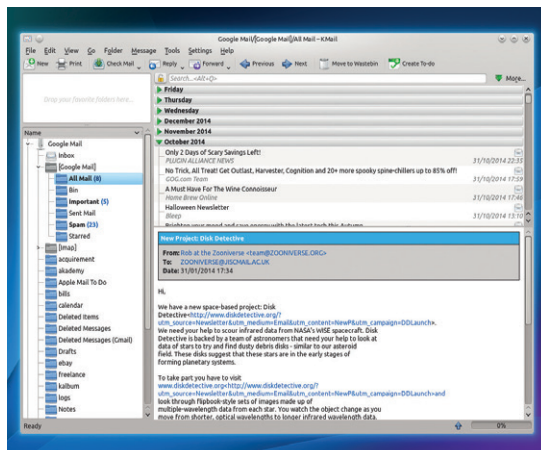 Google Mail/[Google Mail]/All Mail – KMail
File Edit View Go Folder Message Tools Settings Help
New Print Check Mail Reply Forward Previous Next Move to Wastebin Create To-do
Search...<Alt+Q> More...
Drop your favorite folders here...
Friday
Thursday
Wednesday
December 2014
November 2014
October 2014
Only 2 Days of Scary Savings Left!
PLUGIN ALLIANCE NEWS 31/10/2014 22:35
No Trick, All Treat! Get Outlast, Harvester, Cognition and 20+ more spooky spine-chillers up to 85% off!
GOG.com Team 31/10/2014 17:59
A Must Have For The Wine Connoisseur
Home Brew Online 31/10/2014 17:46
Halloween Newsletter
Bleep 31/10/2014 13:10
Brighten your mood and save energy with the latest tech this Autumn
Name
Google Mail
Inbox
[Google Mail]
All Mail (8)
Bin
Important (5)
Sent Mail
Spam (23)
Starred
[Imap]
acquirement
akademy
Apple Mail To Do
bills
calendar
Deleted Items
Deleted Messages
Deleted Messages (Gmail)
Drafts
ebay
freelance
kalbum
logs
Notes
New Project: Disk Detective
From: Rob at the Zooniverse <team@ZOONIVERSE.ORG>
To: ZOONIVERSE@JISCMAIL.AC.UK
Date: 31/01/2014 17:34
Hi,
We have a new space-based project: Disk
Detective<http://www.diskdetective.org/?
utm_source=Newsletter&utm_medium=Email&utm_content=NewP&utm_campaign=DDLaunch>.
We need your help to scour infrared data from NASA's WISE spacecraft. Disk
Detective is backed by a team of astronomers that need your help to look at
data of stars to try and find dusty debris disks - similar to our asteroid
field. These disks suggest that these stars are in the early stages of
forming planetary systems.
To take part you have to visit
www.diskdetective.org<http://www.diskdetective.org/?
utm_source=Newsletter&utm_medium=Email&utm_content=NewP&utm_campaign=DDLaunch>and
look through flipbook-style sets of images made up of
multiple-wavelength data from each star. You watch the object change as you
move from shorter, optical wavelengths to longer infrared wavelength data.
Ready 0%